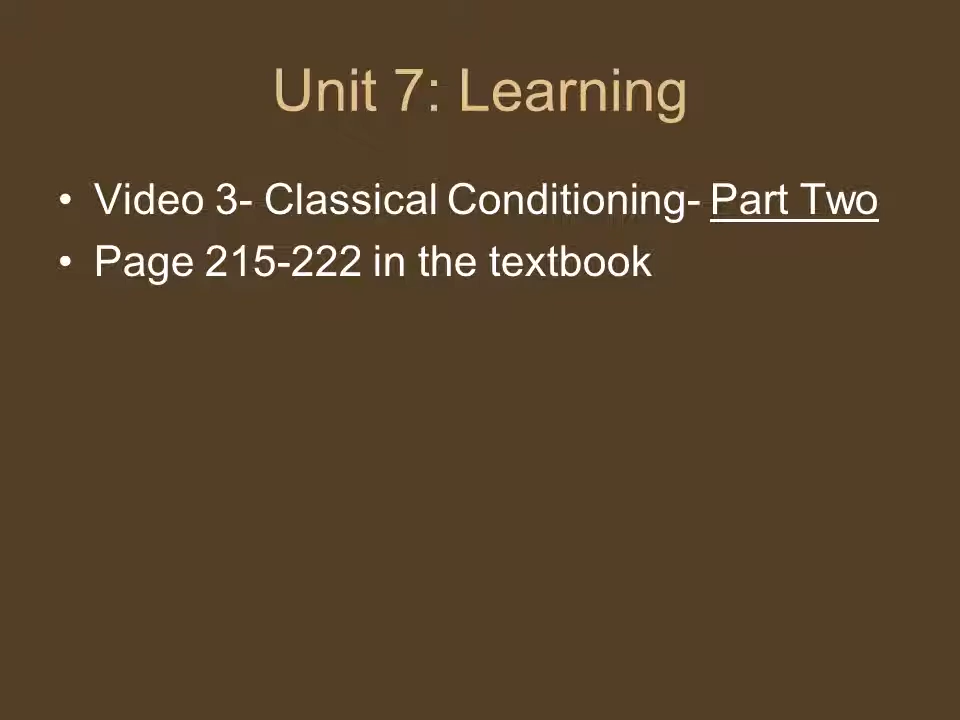 Unit 7: Learning
• Video 3- Classical Conditioning- Part Two
• Page 215-222 in the textbook